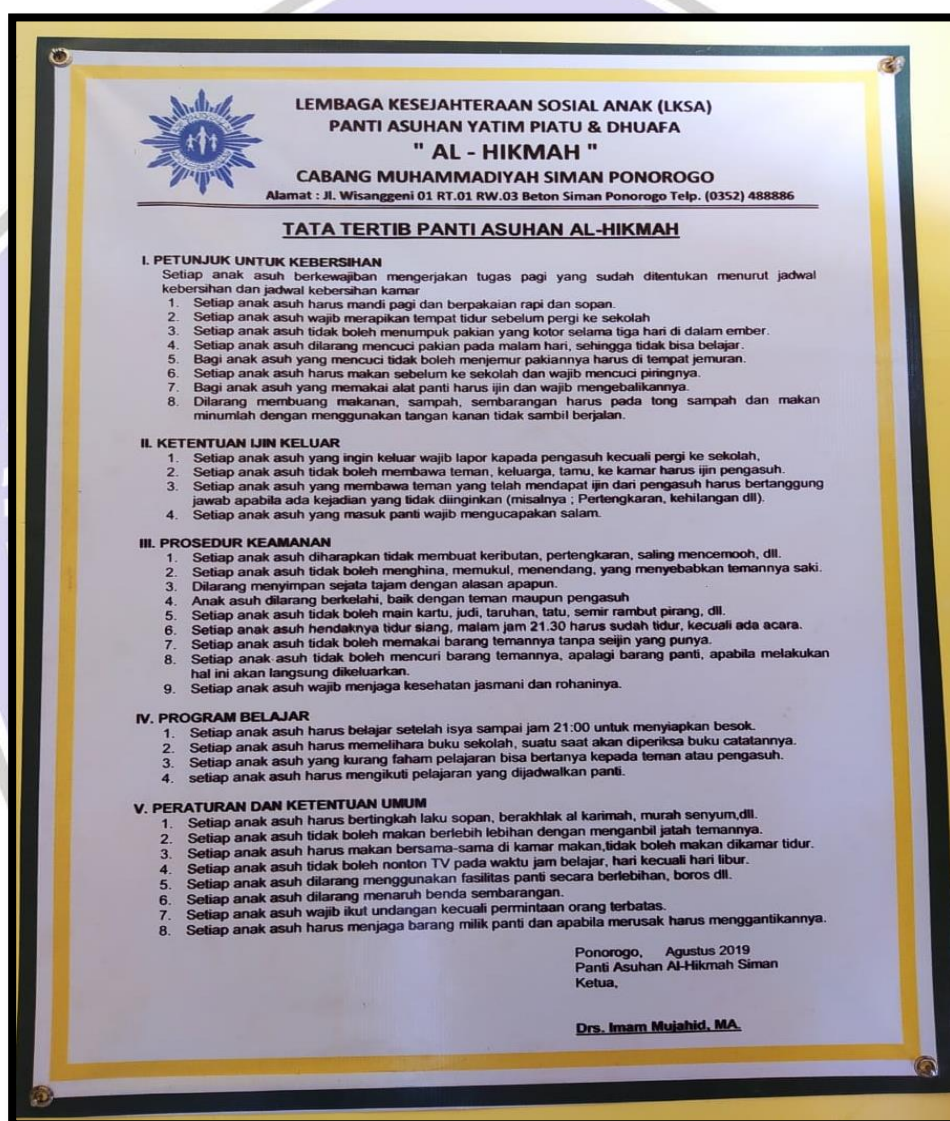 LEMBAGA KESEJAHTERAAN SOSIAL ANAK (LKSA)
PANTI ASUHAN YATIM PIATU & DHUAFA
" AL - HIKMAH "
CABANG MUHAMMADIYAH SIMAN PONOROGO
Alamat : Jl. Wisanggeni 01 RT.01 RW.03 Beton Siman Ponorogo Telp. (0352) 488886
TATA TERTIB PANTI ASUHAN AL-HIKMAH
I. PETUNJUK UNTUK KEBERSIHAN
Setiap anak asuh berkewajiban mengerjakan tugas pagi yang sudah ditentukan menurut jadwal
kebersihan dan jadwal kebersihan kamar
1. Setiap anak asuh harus mandi pagi dan berpakaian rapi dan sopan.
2. Setiap anak asuh wajib merapikan tempat tidur sebelum pergi ke sekolah
3. Setiap anak asuh tidak boleh menumpuk pakian yang kotor selama tiga hari di dalam ember.
4. Setiap anak asuh dilarang mencuci pakian pada malam hari, sehingga tidak bisa belajar.
5. Bagi anak asuh yang mencuci tidak boleh menjemur pakiannya harus di tempat jemuran.
6. Setiap anak asuh harus makan sebelum ke sekolah dan wajib mencuci piringnya.
7. Bagi anak asuh yang memakai alat panti harus ijin dan wajib mengebalikannya.
8. Dilarang membuang makanan, sampah, sembarangan harus pada tong sampah dan makan
minumlah dengan menggunakan tangan kanan tidak sambil berjalan.
II. KETENTUAN IJIN KELUAR
1. Setiap anak asuh yang ingin keluar wajib lapor kapada pengasuh kecuali pergi ke sekolah,
2. Setiap anak asuh tidak boleh membawa teman, keluarga, tamu, ke kamar harus ijin pengasuh.
3. Setiap anak asuh yang membawa teman yang telah mendapat ijin dari pengasuh harus bertanggung
jawab apabila ada kejadian yang tidak diinginkan (misalnya ; Pertengkaran, kehilangan dll).
4. Setiap anak asuh yang masuk panti wajib mengucapakan salam.
III. PROSEDUR KEAMANAN
1. Setiap anak asuh diharapkan tidak membuat keributan, pertengkaran, saling mencemooh, dll.
2. Setiap anak asuh tidak boleh menghina, memukul, menendang, yang menyebabkan temannya saki.
3. Dilarang menyimpan sejata tajam dengan alasan apapun.
4. Anak asuh dilarang berkelahi, baik dengan teman maupun pengasuh
5. Setiap anak asuh tidak boleh main kartu, judi, taruhan, tatu, semir rambut pirang, dll.
6. Setiap anak asuh hendaknya tidur siang, malam jam 21.30 harus sudah tidur, kecuali ada acara.
7. Setiap anak asuh tidak boleh memakai barang temannya tanpa seijin yang punya.
8. Setiap anak asuh tidak boleh mencuri barang temannya, apalagi barang panti, apabila melakukan
hal ini akan langsung dikeluarkan.
9. Setiap anak asuh wajib menjaga kesehatan jasmani dan rohaninya.
IV. PROGRAM BELAJAR
1. Setiap anak asuh harus belajar setelah isya sampai jam 21:00 untuk menyiapkan besok.
2. Setiap anak asuh harus memelihara buku sekolah, suatu saat akan diperiksa buku catatannya.
3. Setiap anak asuh yang kurang faham pelajaran bisa bertanya kepada teman atau pengasuh.
4. setiap anak asuh harus mengikuti pelajaran yang dijadwalkan panti.
V. PERATURAN DAN KETENTUAN UMUM
1. Setiap anak asuh harus bertingkah laku sopan, berakhlak al karimah, murah senyum,dll.
2. Setiap anak asuh tidak boleh makan berlebih lebihan dengan menganbil jatah temannya.
3. Setiap anak asuh harus makan bersama-sama di kamar makan,tidak boleh makan dikamar tidur.
4. Setiap anak asuh tidak boleh nonton TV pada waktu jam belajar, hari kecuali hari libur.
5. Setiap anak asuh dilarang menggunakan fasilitas panti secara berlebihan, boros dll.
6. Setiap anak asuh dilarang menaruh benda sembarangan.
7. Setiap anak asuh wajib ikut undangan kecuali permintaan orang terbatas.
8. Setiap anak asuh harus menjaga barang milik panti dan apabila merusak harus menggantikannya.
Ponorogo, Agustus 2019
Panti Asuhan Al-Hikmah Siman
Ketua,
Drs. Imam Mujahid, MA.